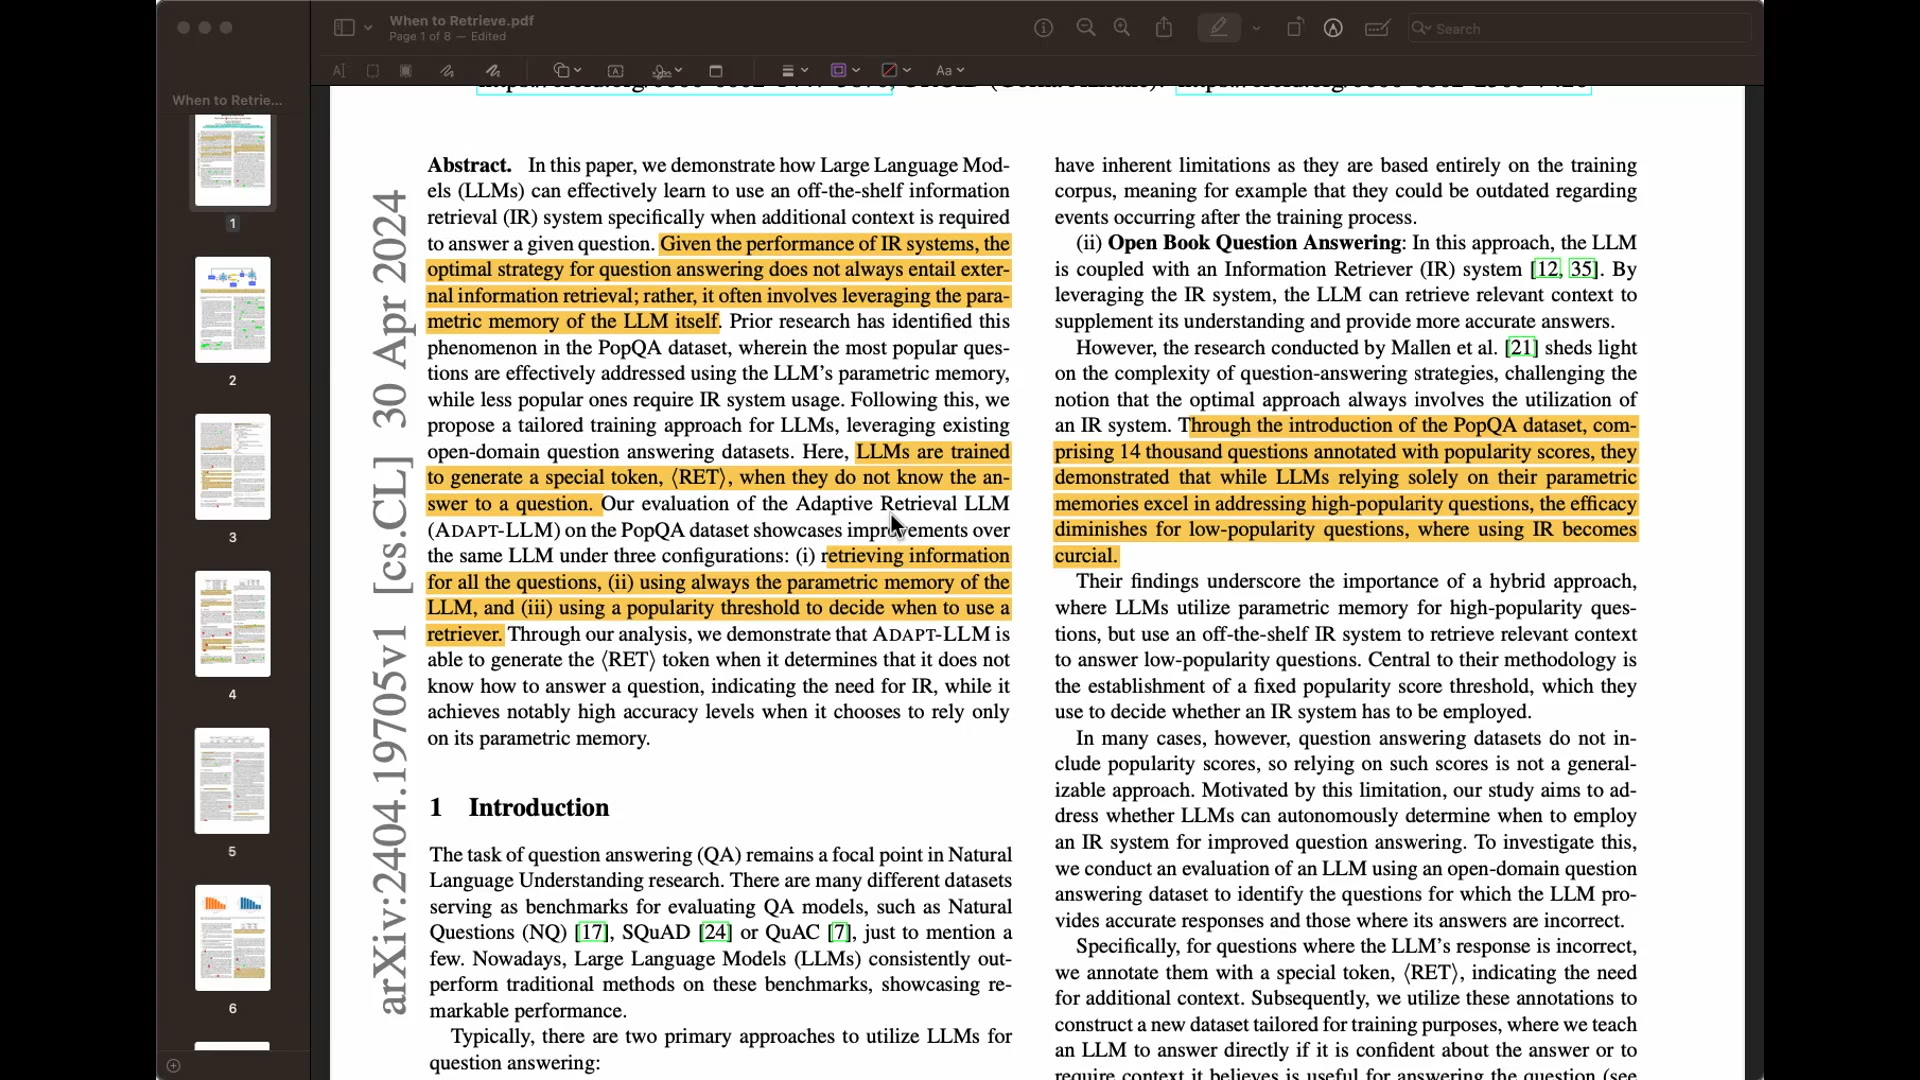 When to Retrieve.pdf
Page 1 of 8 — Edited
Search
Aa
When to Retrie...
1
2
3
4
5
6
arXiv:2404.19705v1 [cs.CL] 30 Apr 2024
Abstract. In this paper, we demonstrate how Large Language Mod-
els (LLMs) can effectively learn to use an off-the-shelf information
retrieval (IR) system specifically when additional context is required
to answer a given question. Given the performance of IR systems, the
optimal strategy for question answering does not always entail exter-
nal information retrieval; rather, it often involves leveraging the para-
metric memory of the LLM itself. Prior research has identified this
phenomenon in the PopQA dataset, wherein the most popular ques-
tions are effectively addressed using the LLM's parametric memory,
while less popular ones require IR system usage. Following this, we
propose a tailored training approach for LLMs, leveraging existing
open-domain question answering datasets. Here, LLMs are trained
to generate a special token, ⟨RET⟩, when they do not know the an-
swer to a question. Our evaluation of the Adaptive Retrieval LLM
(ADAPT-LLM) on the PopQA dataset showcases improvements over
the same LLM under three configurations: (i) retrieving information
for all the questions, (ii) using always the parametric memory of the
LLM, and (iii) using a popularity threshold to decide when to use a
retriever. Through our analysis, we demonstrate that ADAPT-LLM is
able to generate the ⟨RET⟩ token when it determines that it does not
know how to answer a question, indicating the need for IR, while it
achieves notably high accuracy levels when it chooses to rely only
on its parametric memory.
1 Introduction
The task of question answering (QA) remains a focal point in Natural
Language Understanding research. There are many different datasets
serving as benchmarks for evaluating QA models, such as Natural
Questions (NQ) [17], SQuAD [24] or QuAC [7], just to mention a
few. Nowadays, Large Language Models (LLMs) consistently out-
perform traditional methods on these benchmarks, showcasing re-
markable performance.
Typically, there are two primary approaches to utilize LLMs for
question answering:
have inherent limitations as they are based entirely on the training
corpus, meaning for example that they could be outdated regarding
events occurring after the training process.
(ii) Open Book Question Answering: In this approach, the LLM
is coupled with an Information Retriever (IR) system [12, 35]. By
leveraging the IR system, the LLM can retrieve relevant context to
supplement its understanding and provide more accurate answers.
However, the research conducted by Mallen et al. [21] sheds light
on the complexity of question-answering strategies, challenging the
notion that the optimal approach always involves the utilization of
an IR system. Through the introduction of the PopQA dataset, com-
prising 14 thousand questions annotated with popularity scores, they
demonstrated that while LLMs relying solely on their parametric
memories excel in addressing high-popularity questions, the efficacy
diminishes for low-popularity questions, where using IR becomes
curcial.
Their findings underscore the importance of a hybrid approach,
where LLMs utilize parametric memory for high-popularity ques-
tions, but use an off-the-shelf IR system to retrieve relevant context
to answer low-popularity questions. Central to their methodology is
the establishment of a fixed popularity score threshold, which they
use to decide whether an IR system has to be employed.
In many cases, however, question answering datasets do not in-
clude popularity scores, so relying on such scores is not a general-
izable approach. Motivated by this limitation, our study aims to ad-
dress whether LLMs can autonomously determine when to employ
an IR system for improved question answering. To investigate this,
we conduct an evaluation of an LLM using an open-domain question
answering dataset to identify the questions for which the LLM pro-
vides accurate responses and those where its answers are incorrect.
Specifically, for questions where the LLM's response is incorrect,
we annotate them with a special token, ⟨RET⟩, indicating the need
for additional context. Subsequently, we utilize these annotations to
construct a new dataset tailored for training purposes, where we teach
an LLM to answer directly if it is confident about the answer or to
require context it believes is useful for answering the question (see